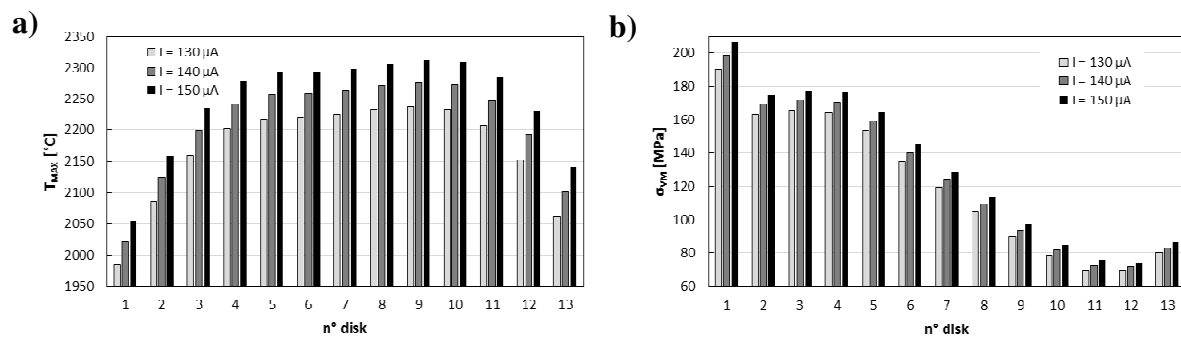 a)
2350
2300
2250
2200
2150
2100
2050
2000
1950
T_MAX [°C]
I = 130 µA
I = 140 µA
I = 150 µA
1 2 3 4 5 6 7 8 9 10 11 12 13
n° disk
b)
200
180
160
140
120
100
80
60
σ_VM [MPa]
I = 130 µA
I = 140 µA
I = 150 µA
1 2 3 4 5 6 7 8 9 10 11 12 13
n° disk